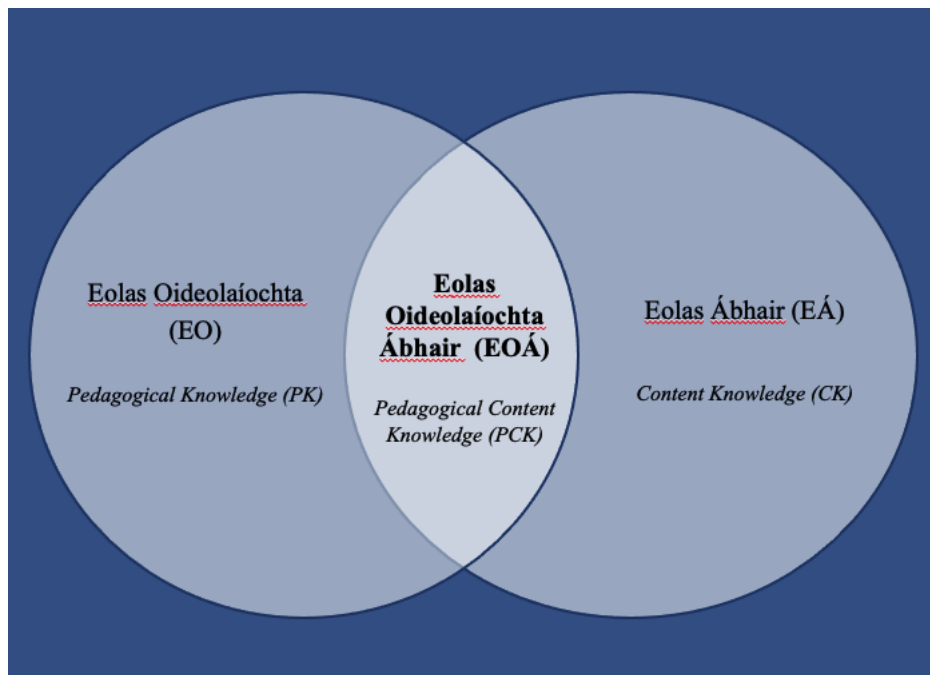 Eolas Oideolaíochta
(EO)
Pedagogical Knowledge (PK)
Eolas
Oideolaíochta
Ábhair (EOÁ)
Pedagogical Content
Knowledge (PCK)
Eolas Ábhair (EÁ)
Content Knowledge (CK)